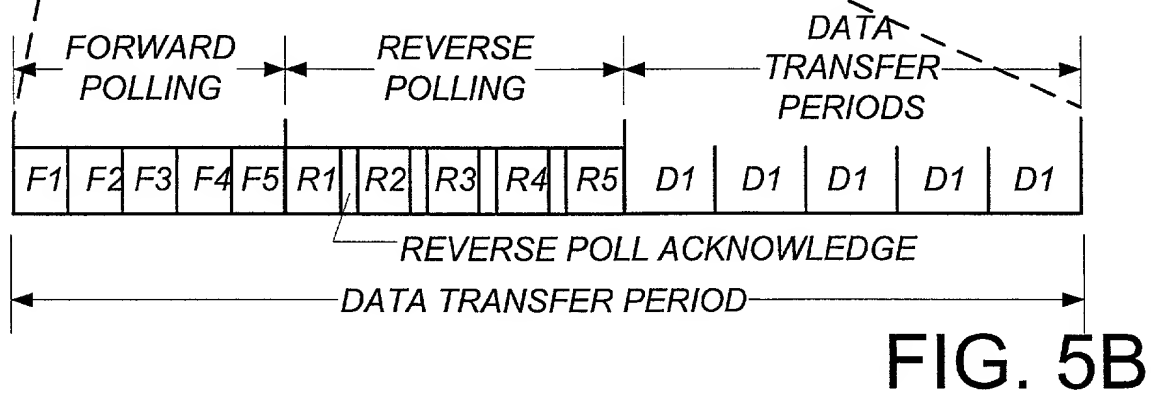 FORWARD
POLLING
REVERSE
POLLING
DATA
TRANSFER
PERIODS
F1 F2 F3 F4 F5 R1 R2 R3 R4 R5 D1 D1 D1 D1 D1
REVERSE POLL ACKNOWLEDGE
DATA TRANSFER PERIOD
FIG. 5B